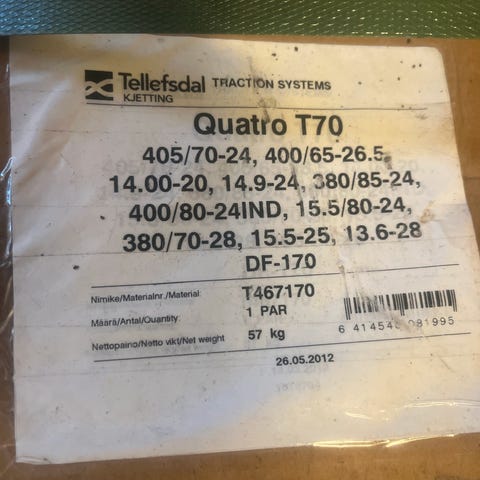 Tellefsdal TRACTION SYSTEMS
KJETTING
Quatro T70
405/70-24, 400/65-26.5,
14.00-20, 14.9-24, 380/85-24,
400/80-24IND, 15.5/80-24,
380/70-28, 15.5-25, 13.6-28
DF-170
Nimike/Materialnr./Material: T467170
Määrä/Antal/Quantity: 1 PAR
Nettopaino/Netto vikt/Net weight 57 kg
6 414540 081995
26.05.2012